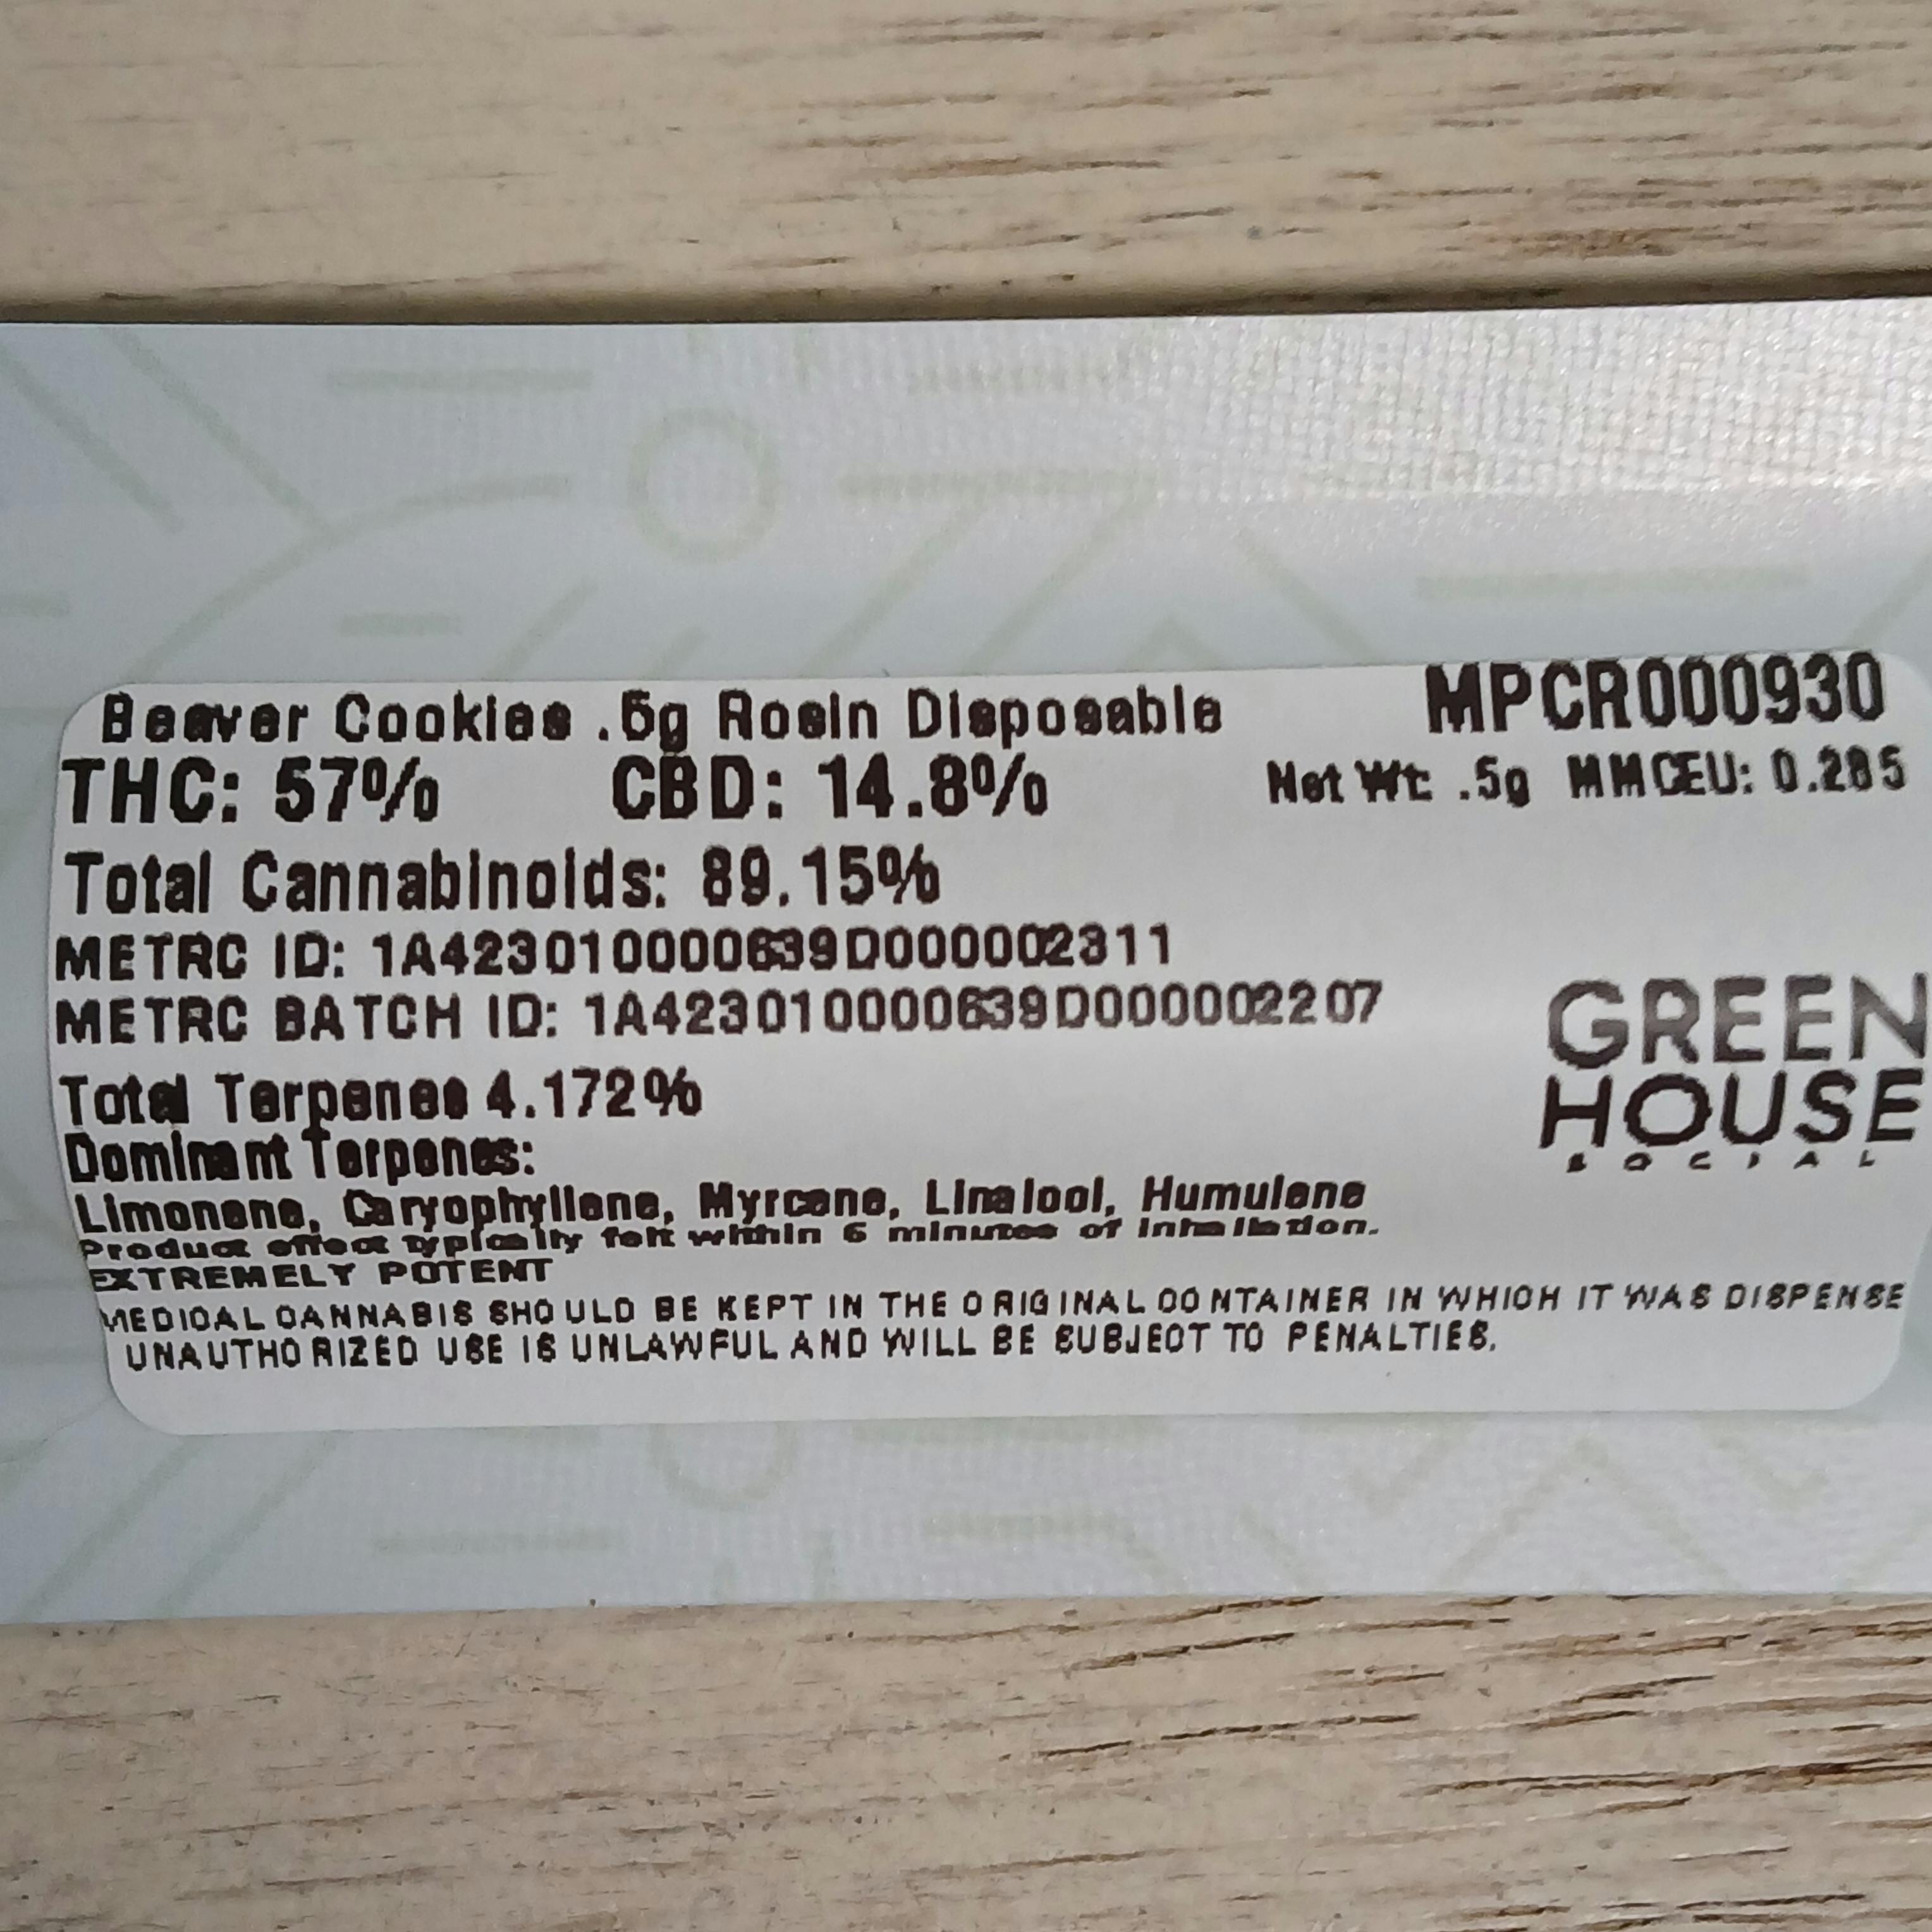 Beaver Cookies .5g Rosin Disposable
MPCR000930
THC: 57% CBD: 14.8%
Net Wt: .5g MMCEU: 0.285
Total Cannabinoids: 89.15%
METRC ID: 1A4230100000639D000002311
METRC BATCH ID: 1A4230100000639D000002207
Total Terpenes 4.172%
Dominant Terpenes:
Limonene, Caryophyllene, Myrcene, Linalool, Humulene
Product effect typically felt within 5 minutes of inhalation.
EXTREMELY POTENT
MEDICAL CANNABIS SHOULD BE KEPT IN THE ORIGINAL CONTAINER IN WHICH IT WAS DISPENSE
UNAUTHORIZED USE IS UNLAWFUL AND WILL BE SUBJECT TO PENALTIES.
GREEN
HOUSE
SOCIAL